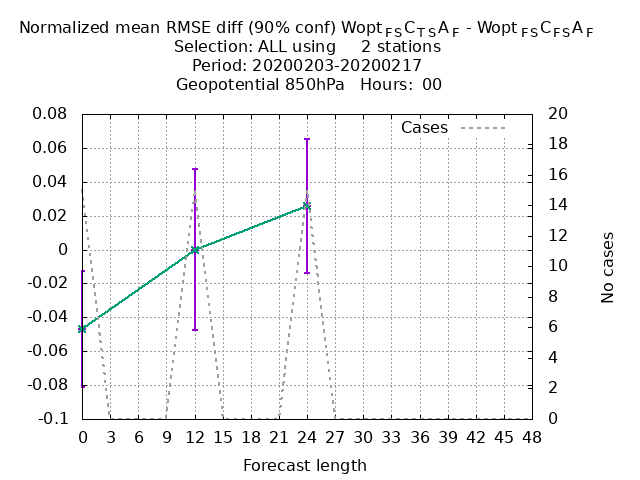 Normalized mean RMSE diff (90% conf) Wopt FS C T S A F - Wopt FS C F S A F
Selection: ALL using 2 stations
Period: 20200203-20200217
Geopotential 850hPa Hours: 00
Cases
0.08
0.06
0.04
0.02
0
-0.02
-0.04
-0.06
-0.08
-0.1
20
18
16
14
12
10
8
6
4
2
0
No cases
0 3 6 9 12 15 18 21 24 27 30 33 36 39 42 45 48
Forecast length